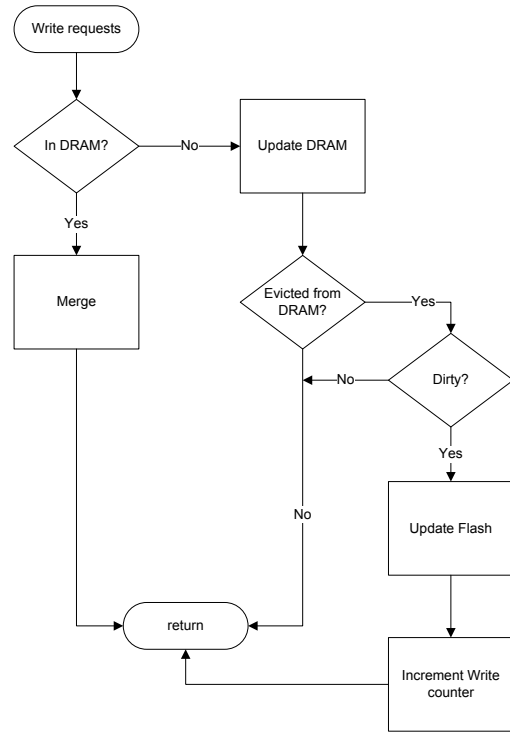 Write requests
In DRAM?
No
Update DRAM
Yes
Merge
Evicted from
DRAM?
Yes
Dirty?
No
Yes
No
Update Flash
return
Increment Write
counter